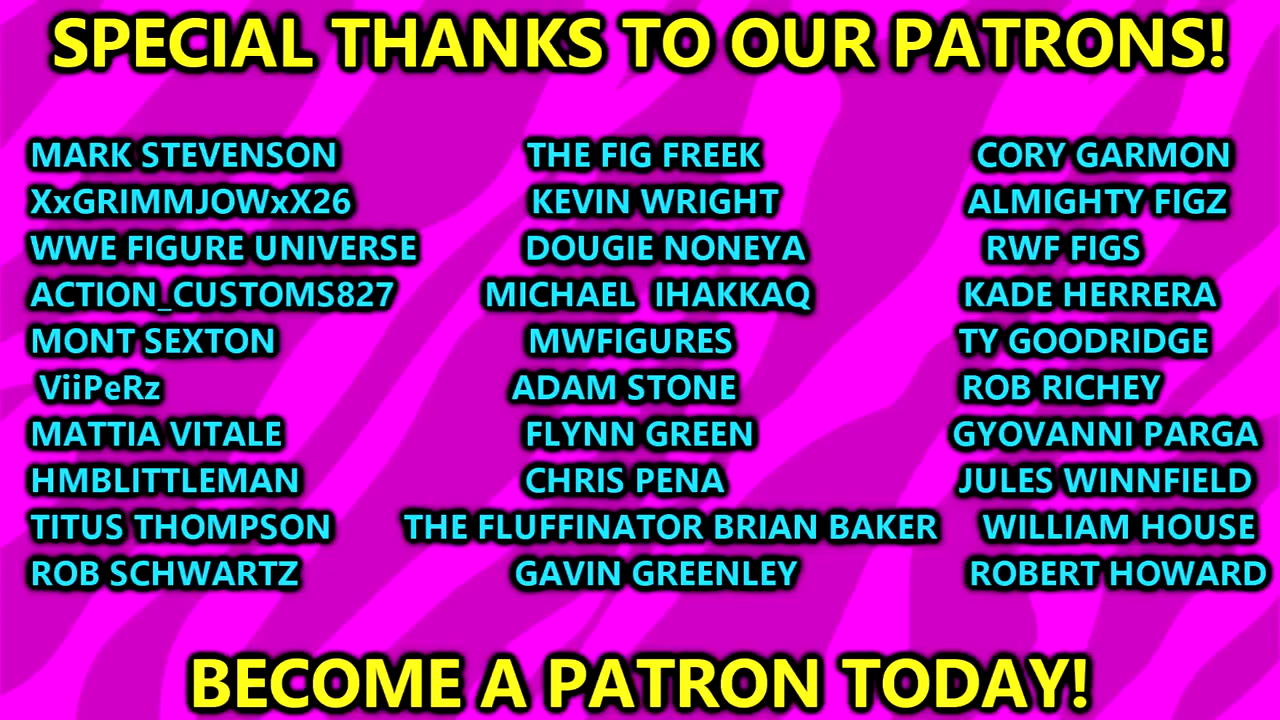 SPECIAL THANKS TO OUR PATRONS!
MARK STEVENSON THE FIG FREEK CORY GARMON
XxGRIMMJOWxX26 KEVIN WRIGHT ALMIGHTY FIGZ
WWE FIGURE UNIVERSE DOUGIE NONEYA RWF FIGS
ACTION_CUSTOMS827 MICHAEL IHAKKAQ KADE HERRERA
MONT SEXTON MWFIGURES TY GOODRIDGE
ViiPeRz ADAM STONE ROB RICHEY
MATTIA VITALE FLYNN GREEN GYOVANNI PARGA
HMBLITTLEMAN CHRIS PENA JULES WINNFIELD
TITUS THOMPSON THE FLUFFINATOR BRIAN BAKER WILLIAM HOUSE
ROB SCHWARTZ GAVIN GREENLEY ROBERT HOWARD
BECOME A PATRON TODAY!